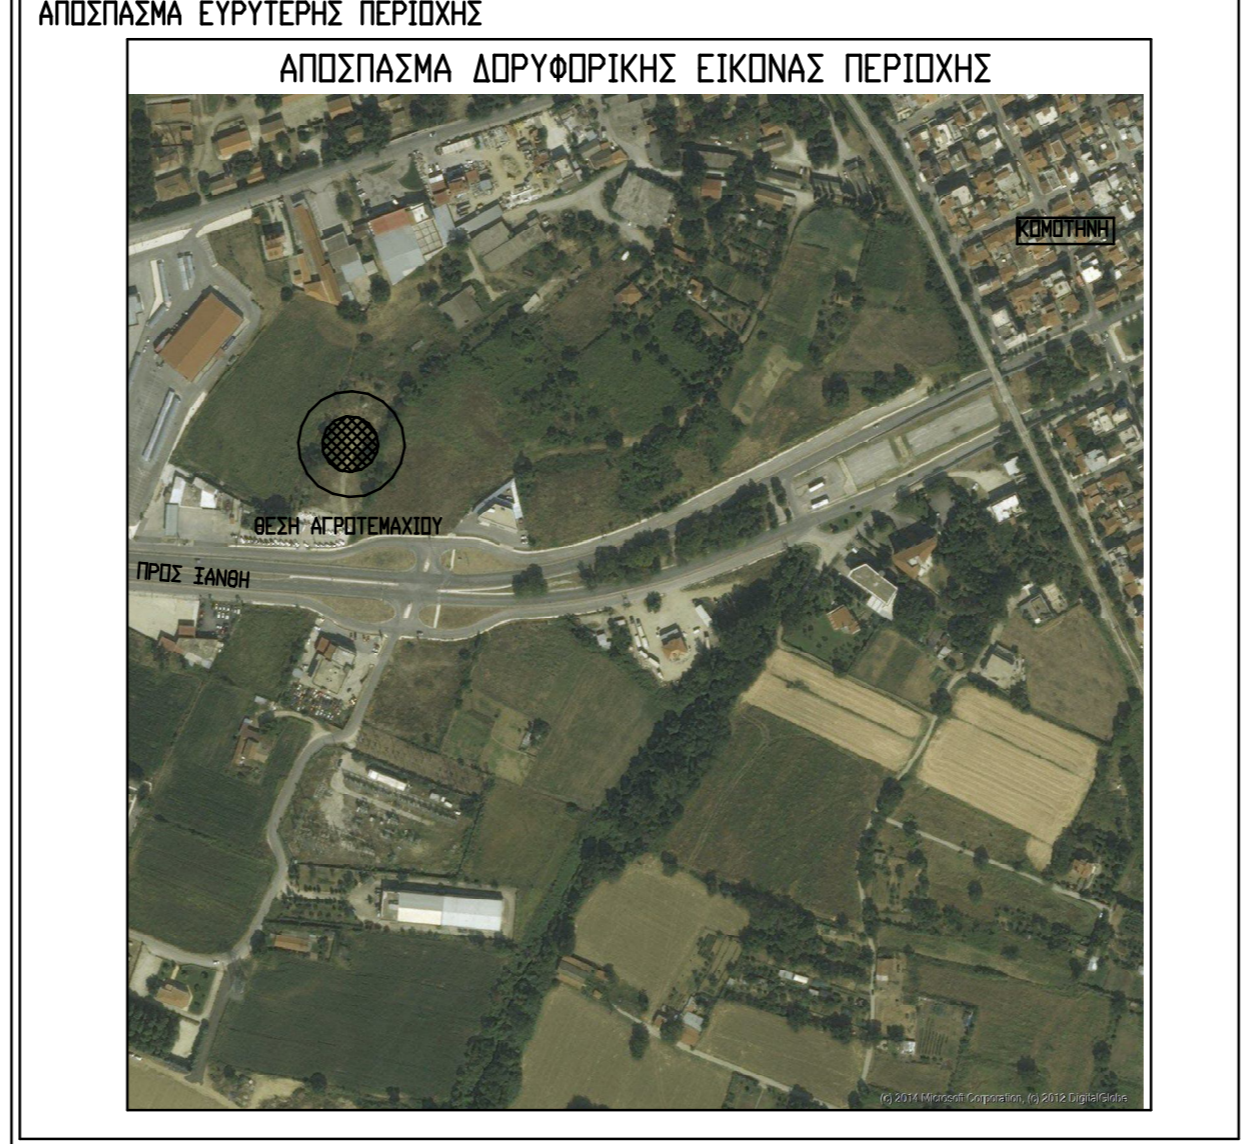 ΑΠΟΣΠΑΣΜΑ ΕΥΡΥΤΕΡΗΣ ΠΕΡΙΟΧΗΣ
ΑΠΟΣΠΑΣΜΑ ΔΟΡΥΦΟΡΙΚΗΣ ΕΙΚΟΝΑΣ ΠΕΡΙΟΧΗΣ
ΚΟΜΟΤΗΝΗ
ΘΕΣΗ ΑΓΡΟΤΕΜΑΧΙΟΥ
ΠΡΟΣ ΞΑΝΘΗ
(c) 2014 Microsoft Corporation, (c) 2012 DigitalGlobe